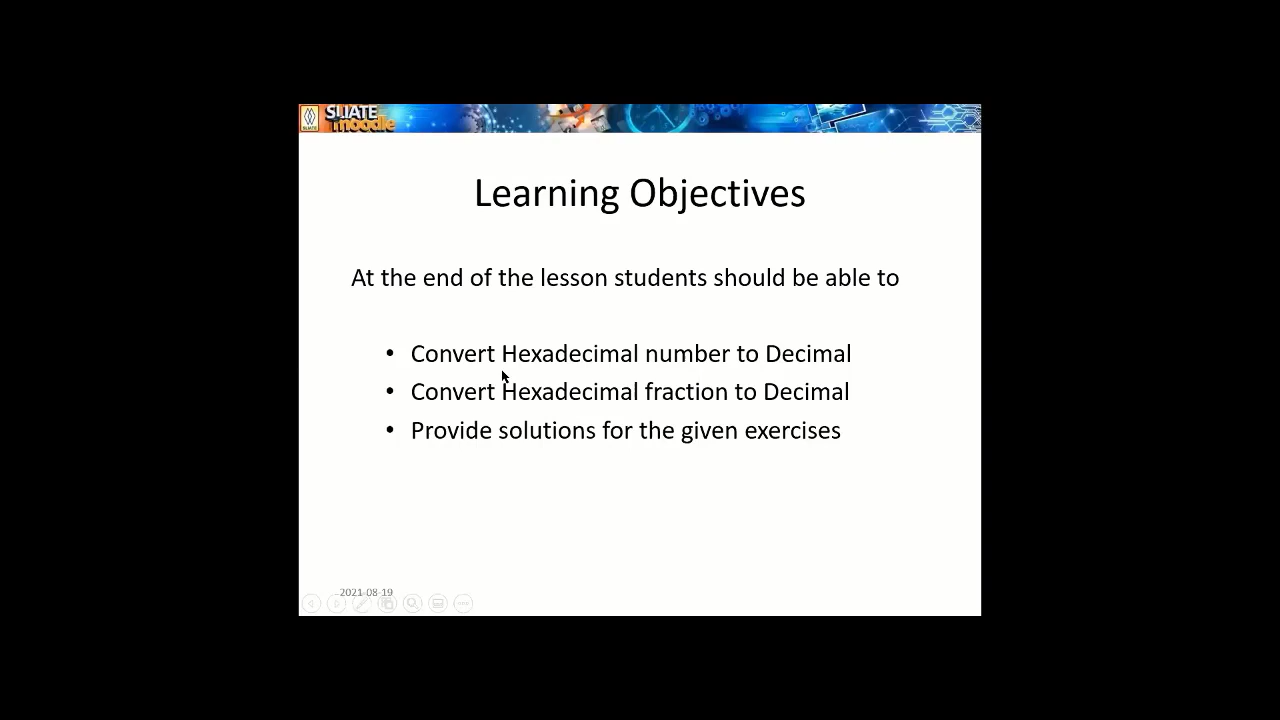 SLIATE
moodle
SLIATE
Learning Objectives
At the end of the lesson students should be able to
• Convert Hexadecimal number to Decimal
• Convert Hexadecimal fraction to Decimal
• Provide solutions for the given exercises
2021-08-19